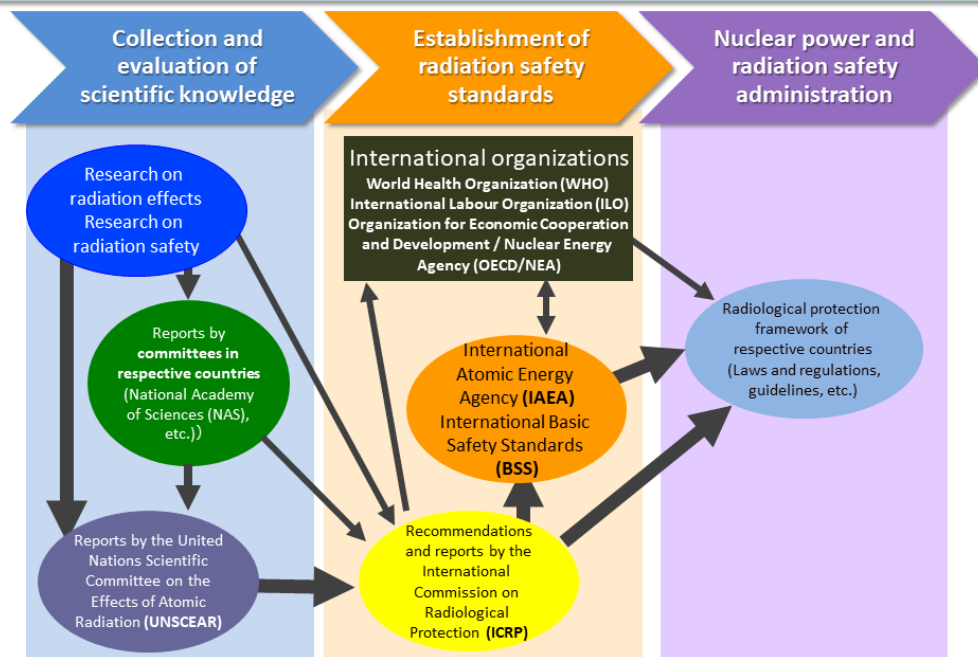 Collection and
evaluation of
scientific knowledge
Establishment of
radiation safety
standards
Nuclear power and
radiation safety
administration
Research on
radiation effects
Research on
radiation safety
Reports by
committees in
respective countries
(National Academy
of Sciences (NAS),
etc.)）
Reports by the United
Nations Scientific
Committee on the
Effects of Atomic
Radiation (UNSCEAR)
International organizations
World Health Organization (WHO)
International Labour Organization (ILO)
Organization for Economic Cooperation
and Development / Nuclear Energy
Agency (OECD/NEA)
International
Atomic Energy
Agency (IAEA)
International Basic
Safety Standards
(BSS)
Recommendations
and reports by the
International
Commission on
Radiological
Protection (ICRP)
Radiological protection
framework of
respective countries
(Laws and regulations,
guidelines, etc.)